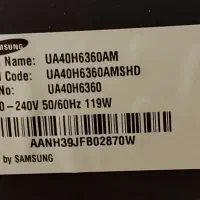 SAMSUNG
Name: UA40H6360AM
Code: UA40H6360AMSHD
No: UA40H6360
0-240V 50/60Hz 119W
AANH39JFB02870W
by SAMSUNG